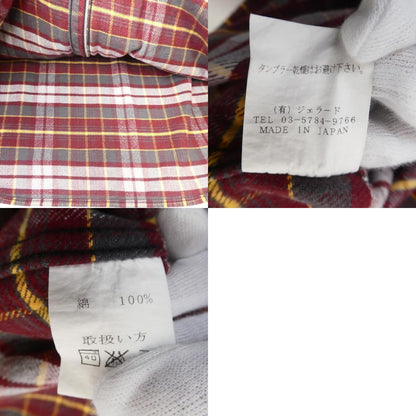 タンブラー乾燥はお避け下さい。
(有) ジェラード
TEL 03-5784-9766
MADE IN JAPAN
綿 100%
取扱い方
40